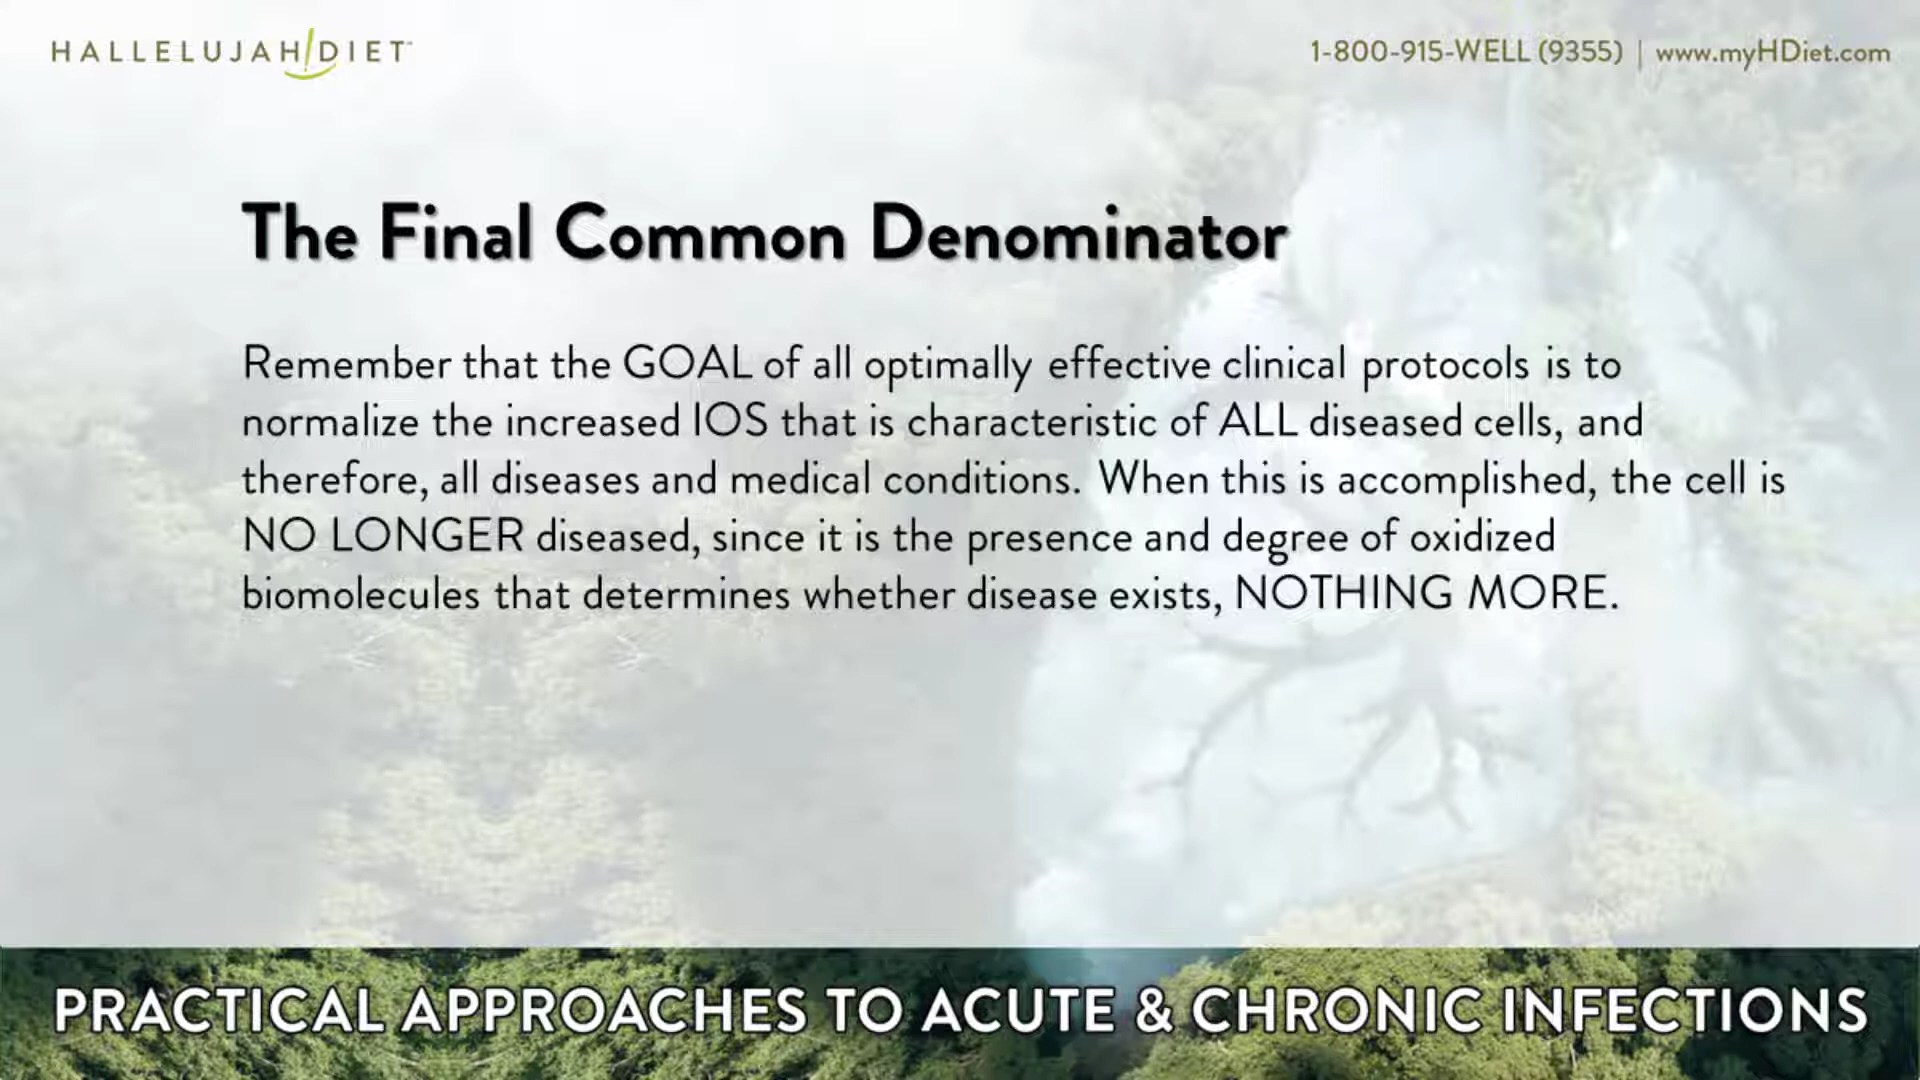 HALLELUJAH DIET™
1-800-915-WELL (9355) | www.myHDiet.com
The Final Common Denominator
Remember that the GOAL of all optimally effective clinical protocols is to
normalize the increased IOS that is characteristic of ALL diseased cells, and
therefore, all diseases and medical conditions. When this is accomplished, the cell is
NO LONGER diseased, since it is the presence and degree of oxidized
biomolecules that determines whether disease exists, NOTHING MORE.
PRACTICAL APPROACHES TO ACUTE & CHRONIC INFECTIONS